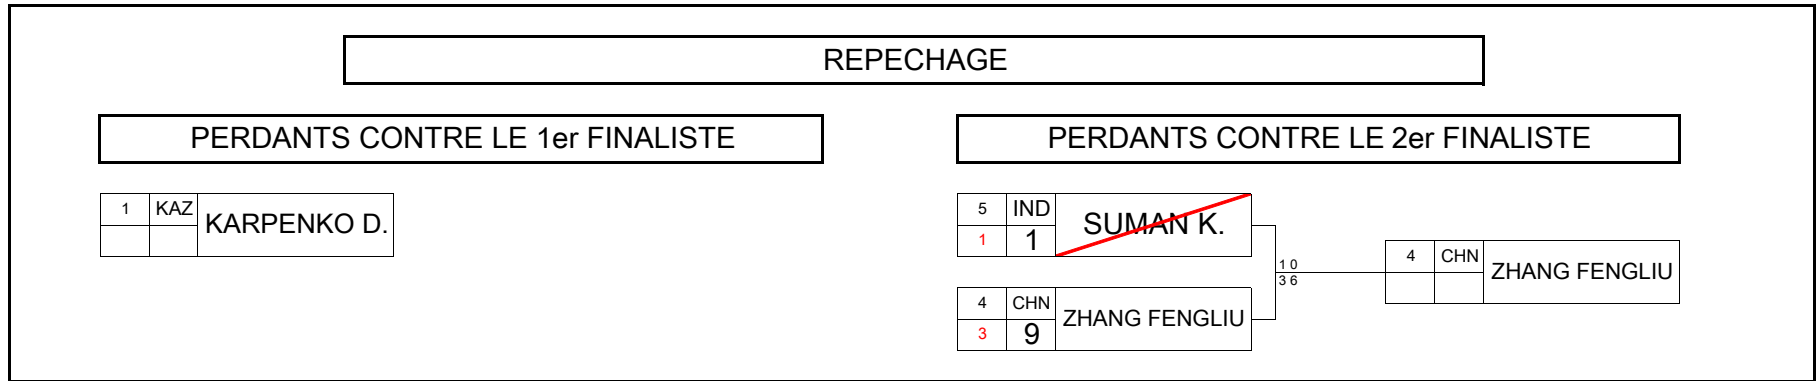 REPECHAGE
PERDANTS CONTRE LE 1er FINALISTE
PERDANTS CONTRE LE 2er FINALISTE
1 KAZ KARPENKO D.
5 IND SUMAN K.
1 1
1 0
3 6
4 CHN ZHANG FENGLIU
3 9
4 CHN ZHANG FENGLIU